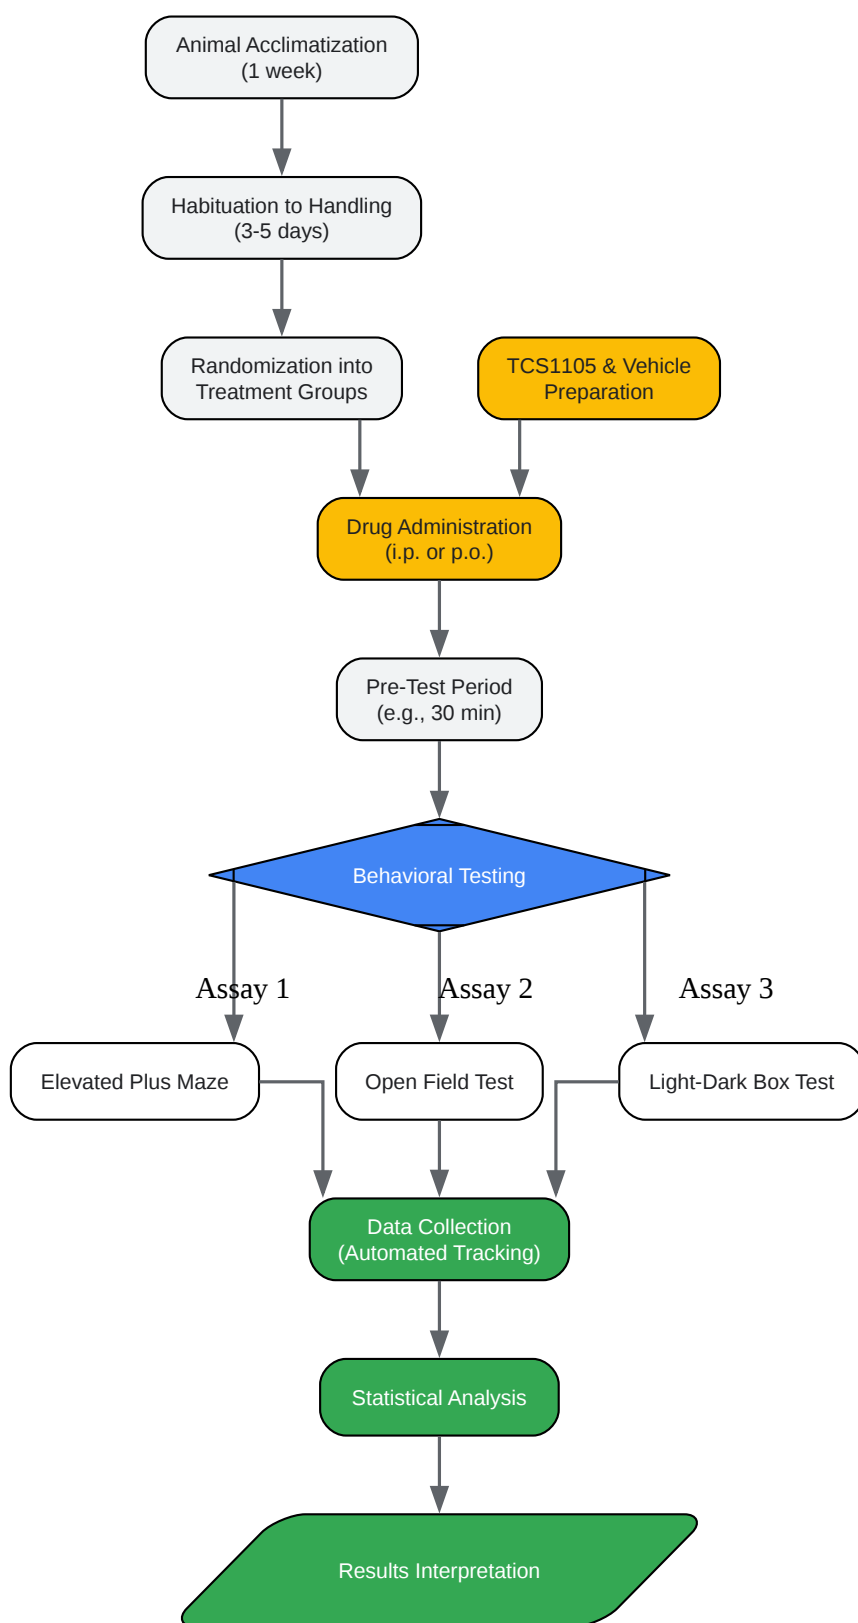 Animal Acclimatization
(1 week)
Habituation to Handling
(3-5 days)
Randomization into
Treatment Groups
TCS1105 & Vehicle
Preparation
Drug Administration
(i.p. or p.o.)
Pre-Test Period
(e.g., 30 min)
Behavioral Testing
Assay 1
Assay 2
Assay 3
Elevated Plus Maze
Open Field Test
Light-Dark Box Test
Data Collection
(Automated Tracking)
Statistical Analysis
Results Interpretation